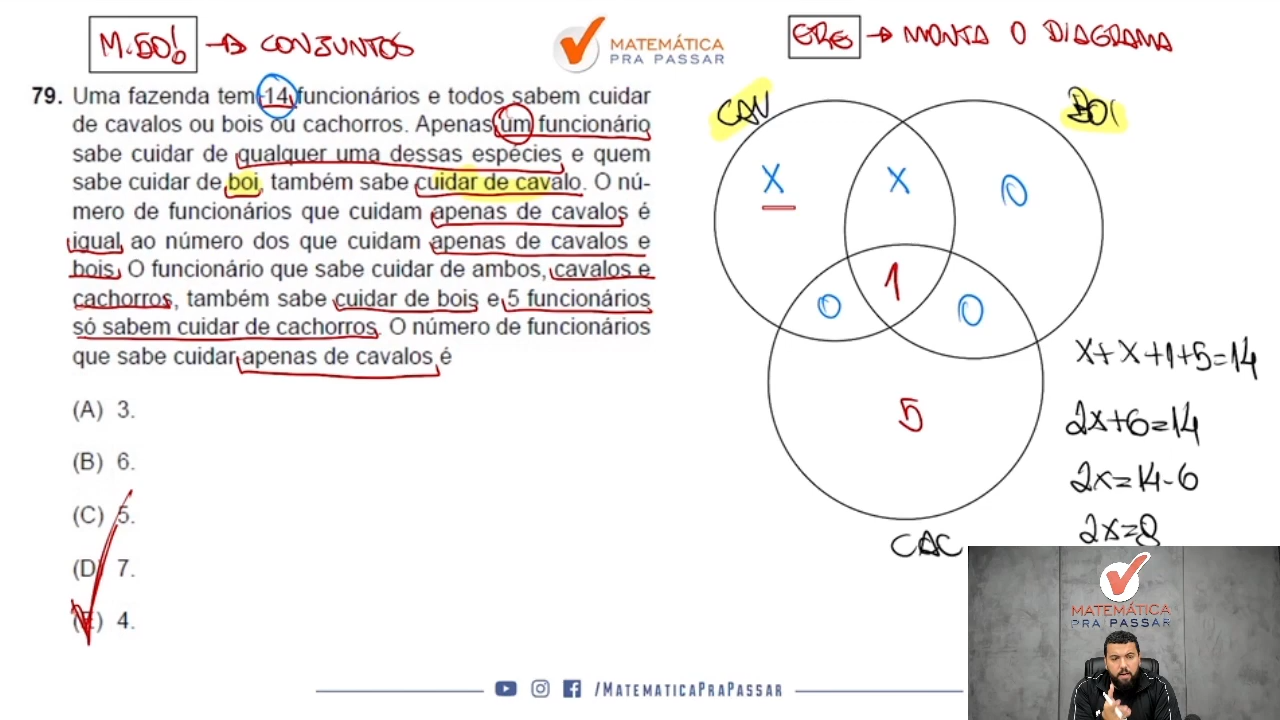 M.50! → CONJUNTOS
MATEMÁTICA
PRA PASSAR
→ MONTA O DIAGRAMA
79. Uma fazenda tem 14 funcionários e todos sabem cuidar
de cavalos ou bois ou cachorros. Apenas um funcionário
sabe cuidar de qualquer uma dessas espécies e quem
sabe cuidar de boi, também sabe cuidar de cavalo. O nú-
mero de funcionários que cuidam apenas de cavalos é
igual ao número dos que cuidam apenas de cavalos e
bois. O funcionário que sabe cuidar de ambos, cavalos e
cachorros, também sabe cuidar de bois e 5 funcionários
só sabem cuidar de cachorros. O número de funcionários
que sabe cuidar apenas de cavalos é
(A) 3.
(B) 6.
(C) 5.
(D) 7.
(E) 4.
CAV
BOI
X
X
0
1
0
0
5
CAC
X+X+1+5=14
2X+6=14
2X=14-6
2X=8
MATEMÁTICA
PRA PASSAR
/MATEMATICAPRAPASSAR